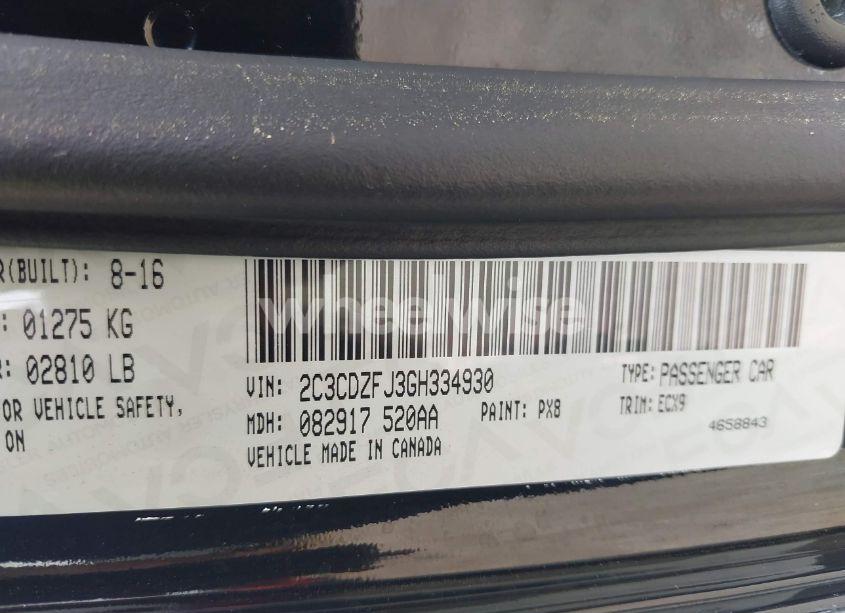 R(BUILT): 8-16
: 01275 KG
R: 02810 LB
OR VEHICLE SAFETY,
ON
wheelwise
VIN: 2C3CDZFJ3GH334930
TYPE: PASSENGER CAR
MDH: 082917 520AA
PAINT: PX8
TRIM: ECX9
VEHICLE MADE IN CANADA
4658843